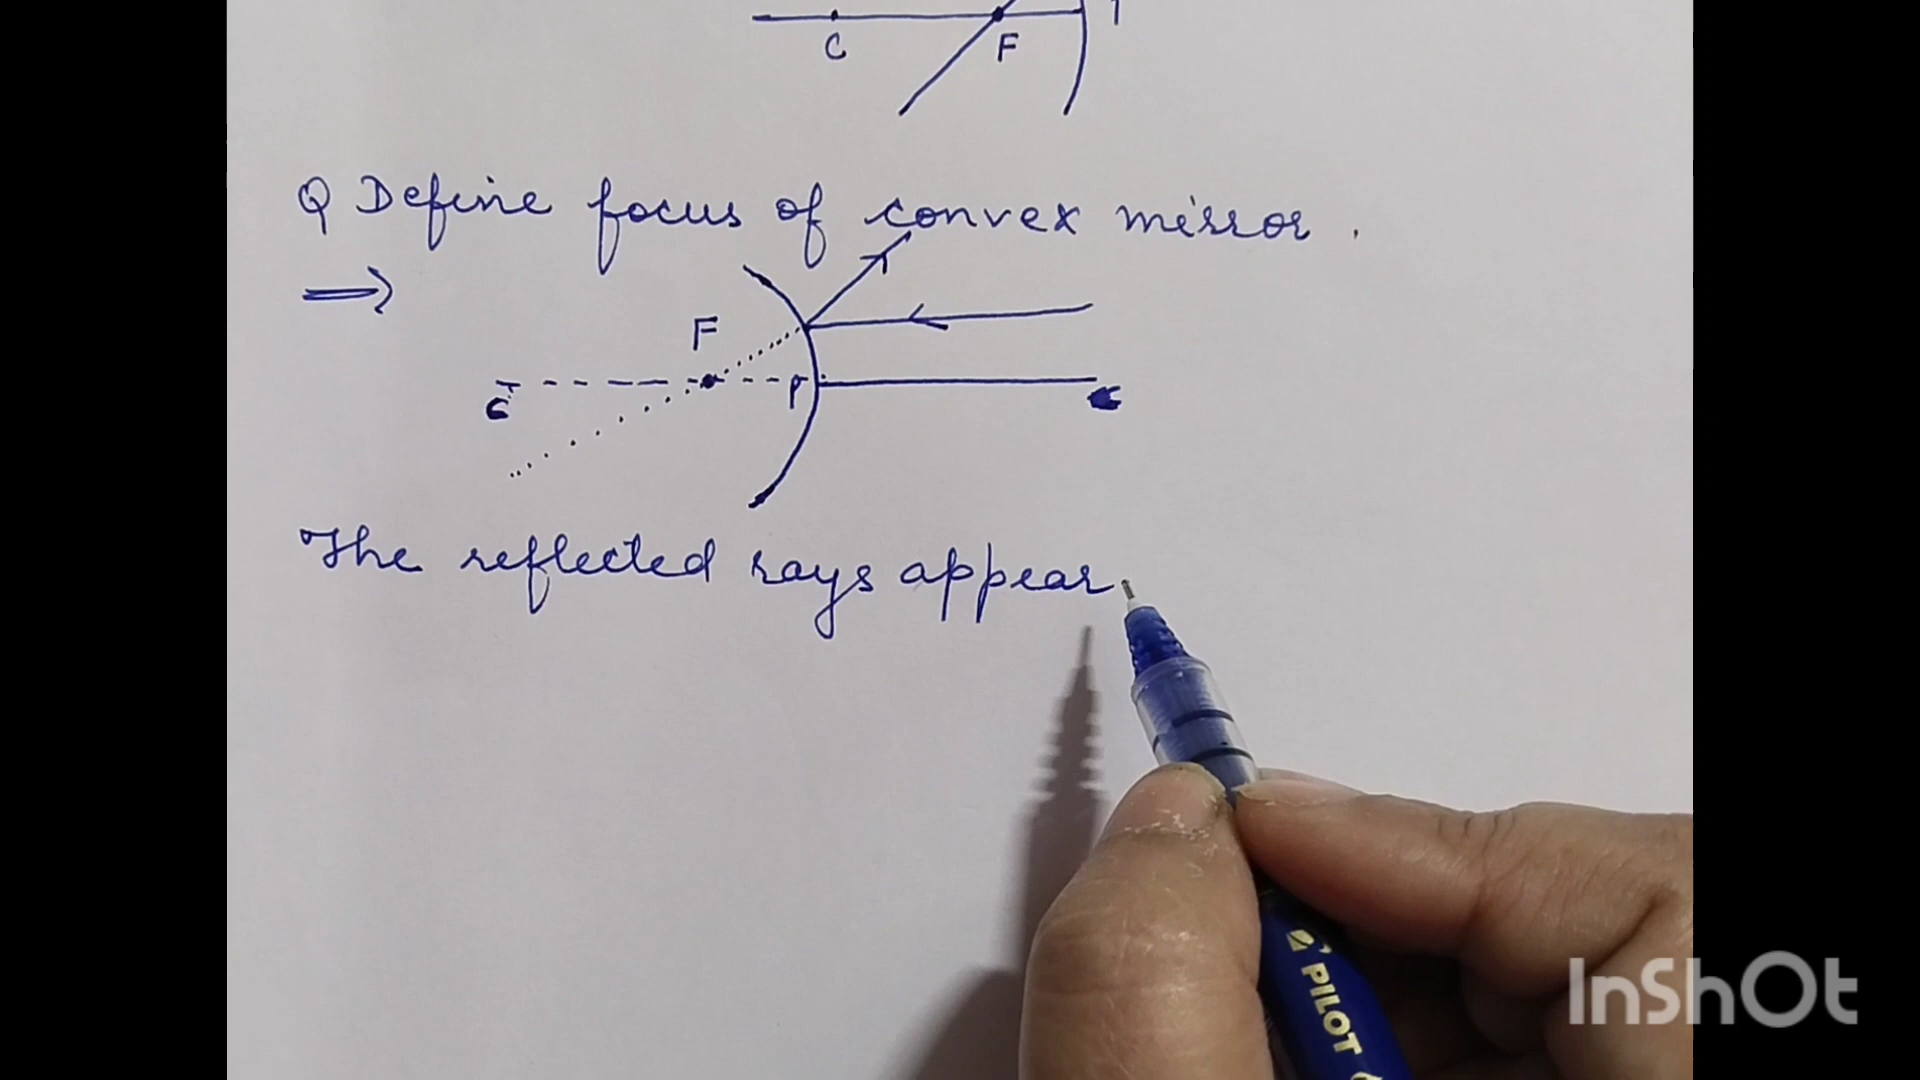 C F
Q Define focus of convex mirror.
F
C P
The reflected rays appear
PILOT
InShOt